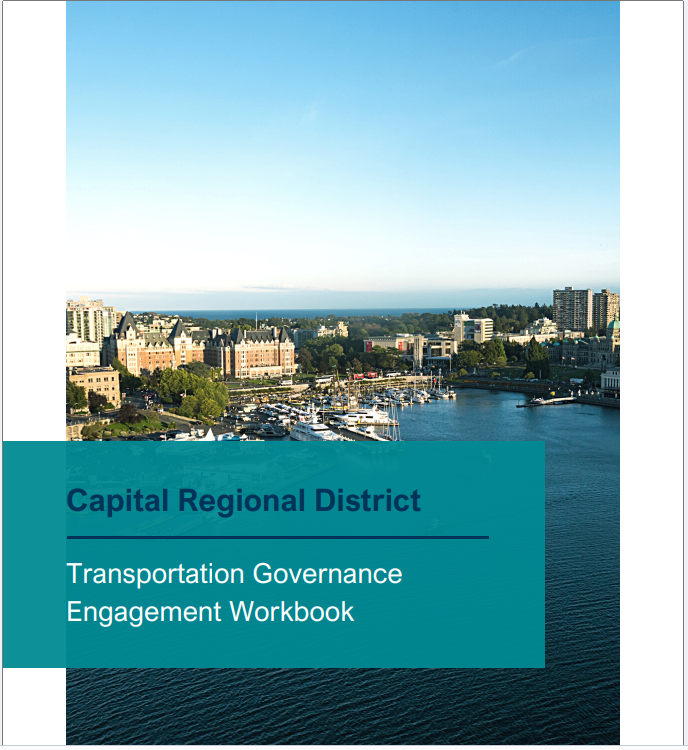 Capital Regional District
Transportation Governance
Engagement Workbook